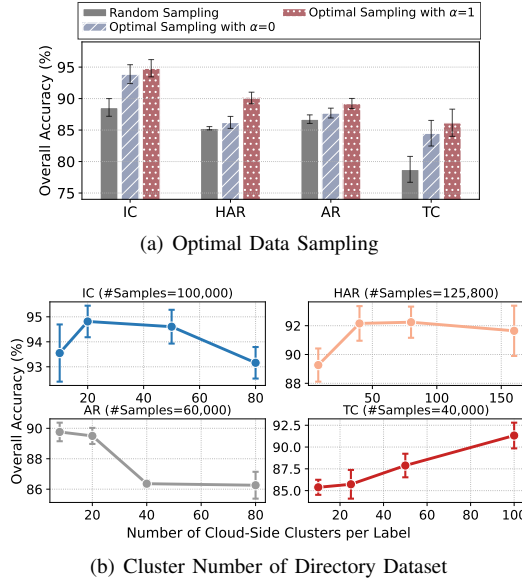 Random Sampling
Optimal Sampling with α=0
Optimal Sampling with α=1
Overall Accuracy (%)
95
90
85
80
75
IC HAR AR TC
(a) Optimal Data Sampling
IC (#Samples=100,000)
95
94
93
20 40 60 80
HAR (#Samples=125,800)
92
90
88
50 100 150
Overall Accuracy (%)
AR (#Samples=60,000)
90
88
86
20 40 60 80
TC (#Samples=40,000)
92.5
90.0
87.5
85.0
20 40 60 80 100
Number of Cloud-Side Clusters per Label
(b) Cluster Number of Directory Dataset